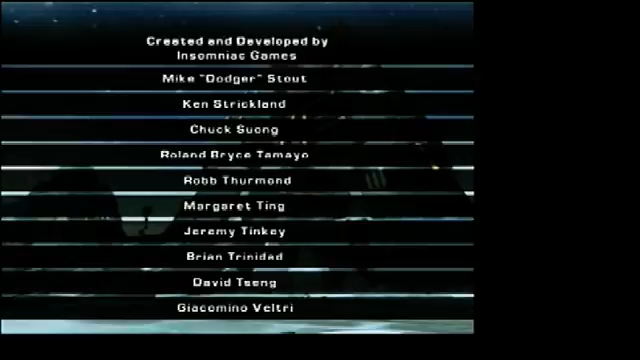 Created and Developed by
Insomniac Games
Mike "Dodger" Stout
Ken Strickland
Chuck Suong
Roland Bryce Tamayo
Robb Thurmond
Margaret Ting
Jeremy Tinkey
Brian Trinidad
David Tseng
Giacomino Veltri